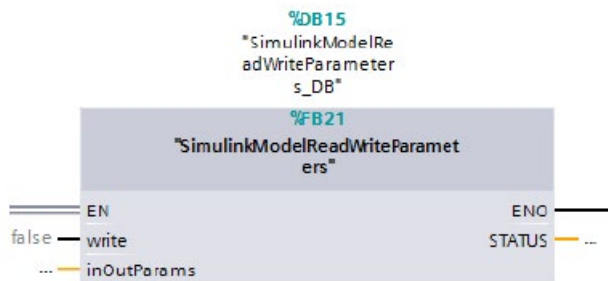 %DB15
"SimulinkModelRe
adWriteParameter
s_DB"
%FB21
"SimulinkModelReadWriteParamet
ers"
EN ENO
false write STATUS ...
... inOutParams